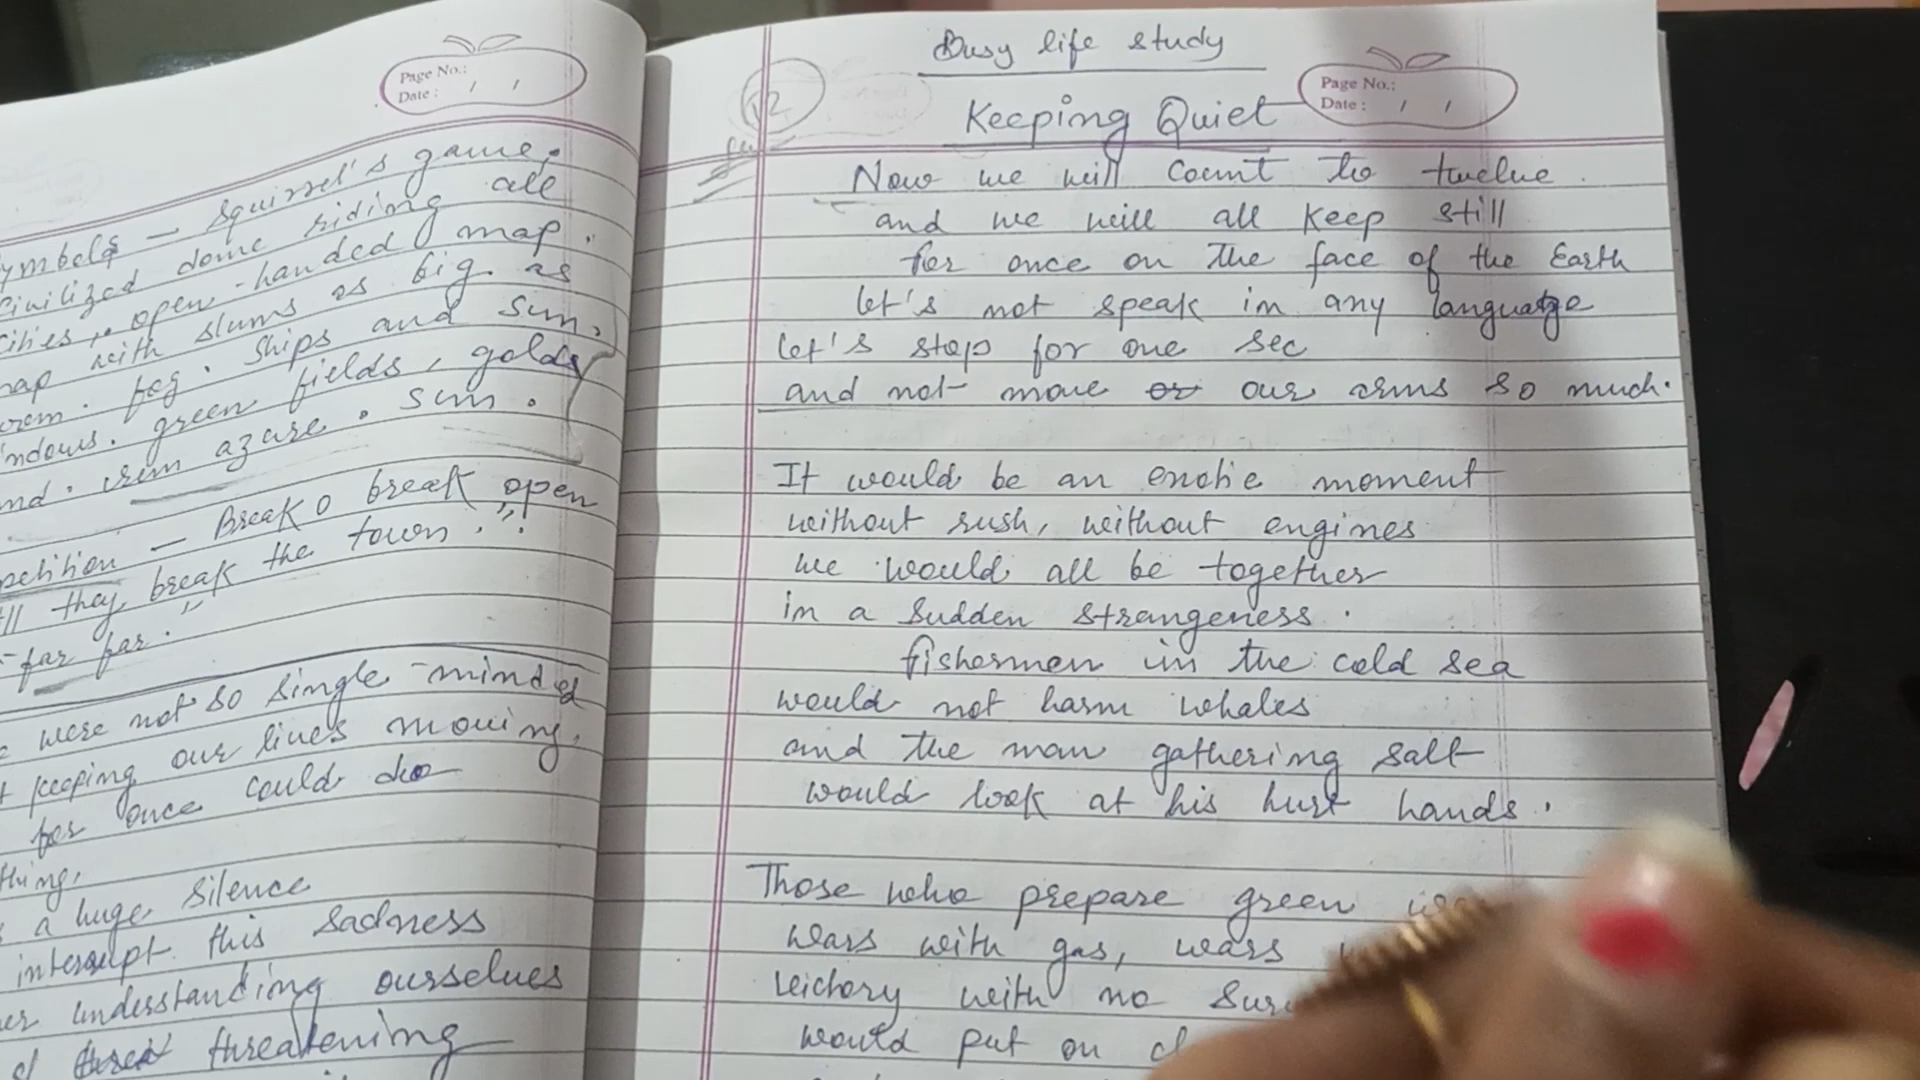 Page No.:
Date : / /
ymbols – squirrel's game,
civilized dome riding all
cities, open-handed map.
map with slums as big as
fog. ships and sun,
indows. green fields, golds
and. azure. sun.
petition – Break O break open
till they break the town.
- far far.
were not so single-minded
t keeping our lives moving,
for once could do
thing,
a huge silence
interrupt this sadness
er understanding ourselves
of threatening
Busy life study
Page No.:
Date : / /
Keeping Quiet
Now we will count to twelve
and we will all keep still
for once on the face of the Earth
let's not speak in any language
let's stop for one sec
and not move our arms so much.
It would be an exotic moment
without rush, without engines
we would all be together
in a sudden strangeness.
fishermen in the cold sea
would not harm whales
and the man gathering salt
would look at his hurt hands.
Those who prepare green
wars with gas, wars
victory with no
would put on